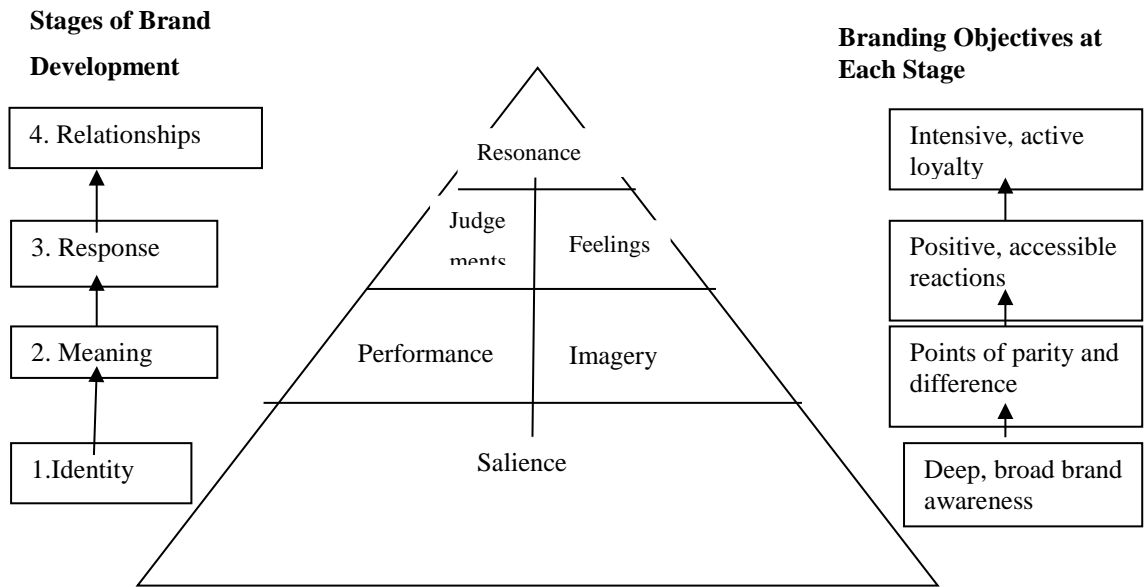 Stages of Brand
Development
4. Relationships
3. Response
2. Meaning
1.Identity
Resonance
Judge
ments
Feelings
Performance
Imagery
Salience
Branding Objectives at
Each Stage
Intensive, active
loyalty
Positive, accessible
reactions
Points of parity and
difference
Deep, broad brand
awareness